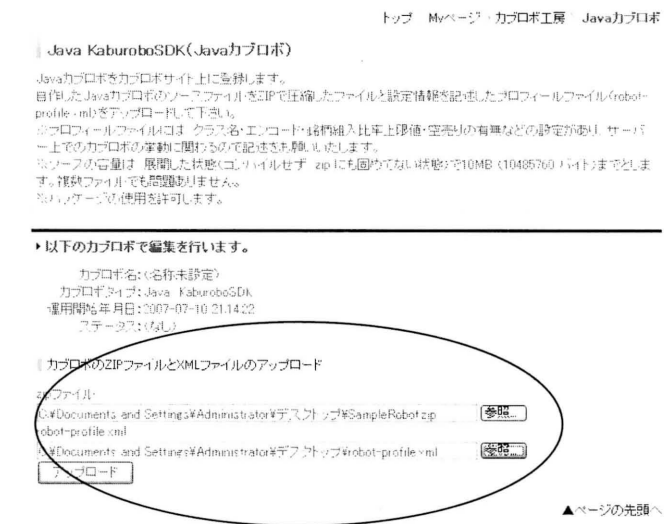 トップ Myページ カブロボ工房 Javaカブロボ
Java KaburoboSDK(Javaカブロボ)
Javaカブロボをカブロボサイト上に登録します。
自作したJavaカブロボのソースファイルをZIPで圧縮したファイルと設定情報を記述したプロフィールファイル(robot-
profile.xml)をアップロードして下さい。
※プロフィールファイルには クラス名・エンコード・銘柄組入比率上限値・空売りの有無などの設定があり サーバ
ー上でのカブロボの挙動に関わるので記述をお願いいたします。
※ソースの容量は 展開した状態(コンパイルせず zipにも固めてない状態)で10MB (10485760 バイト)までとしま
す。複数ファイルでも問題ありません。
※パッケージの使用を許可します。
以下のカブロボで編集を行います。
カブロボ名:(名称未設定)
カブロボタイプ:Java KaburoboSDK
運用開始年月日:2007-07-10 21:14:22
ステータス:(なし)
カブロボのZIPファイルとXMLファイルのアップロード
zipファイル
C:¥Documents and Settings¥Administrator¥デスクトップ¥SampleRobot.zip 参照...
robot-profile.xml
C:¥Documents and Settings¥Administrator¥デスクトップ¥robot-profile.xml 参照...
アップロード
▲ページの先頭へ